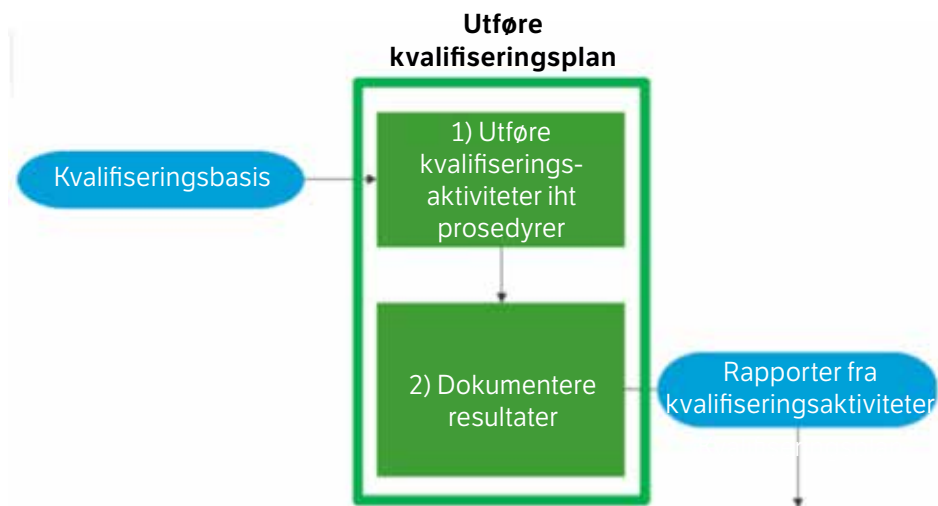 Utføre
kvalifiseringsplan
1) Utføre
kvalifiserings-
aktiviteter iht
prosedyrer
Kvalifiseringsbasis
2) Dokumentere
resultater
Rapporter fra
kvalifiseringsaktiviteter